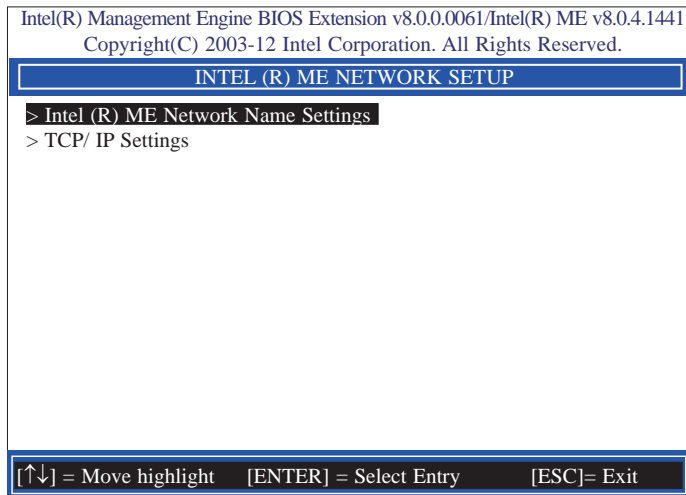 Intel(R) Management Engine BIOS Extension v8.0.0.0061/Intel(R) ME v8.0.4.1441
Copyright(C) 2003-12 Intel Corporation. All Rights Reserved.
INTEL (R) ME NETWORK SETUP
> Intel (R) ME Network Name Settings
> TCP/ IP Settings
[↑↓] = Move highlight [ENTER] = Select Entry [ESC]= Exit